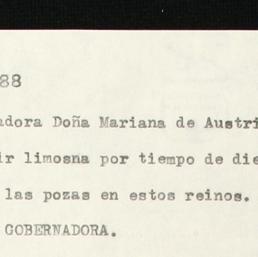 88
adora Doña Mariana de Austri
ir limosna por tiempo de die
las pozas en estos reinos.
GOBERNADORA.